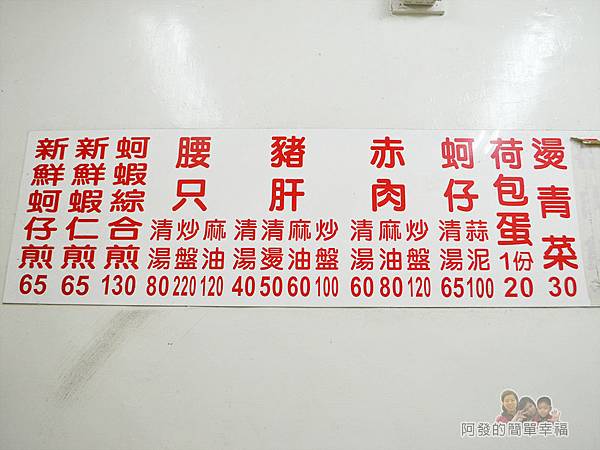 新鮮蚵仔煎 65
新鮮蝦仁煎 65
蚵蝦綜合煎 130
腰只
清湯 80
炒盤 220
麻油 120
豬肝
清湯 40
清燙 50
麻油 60
炒盤 100
赤肉
清湯 60
麻油 80
炒盤 120
蚵仔
清湯 65
蒜泥 100
荷包蛋 1份 20
燙青菜 30
阿發的簡單幸福